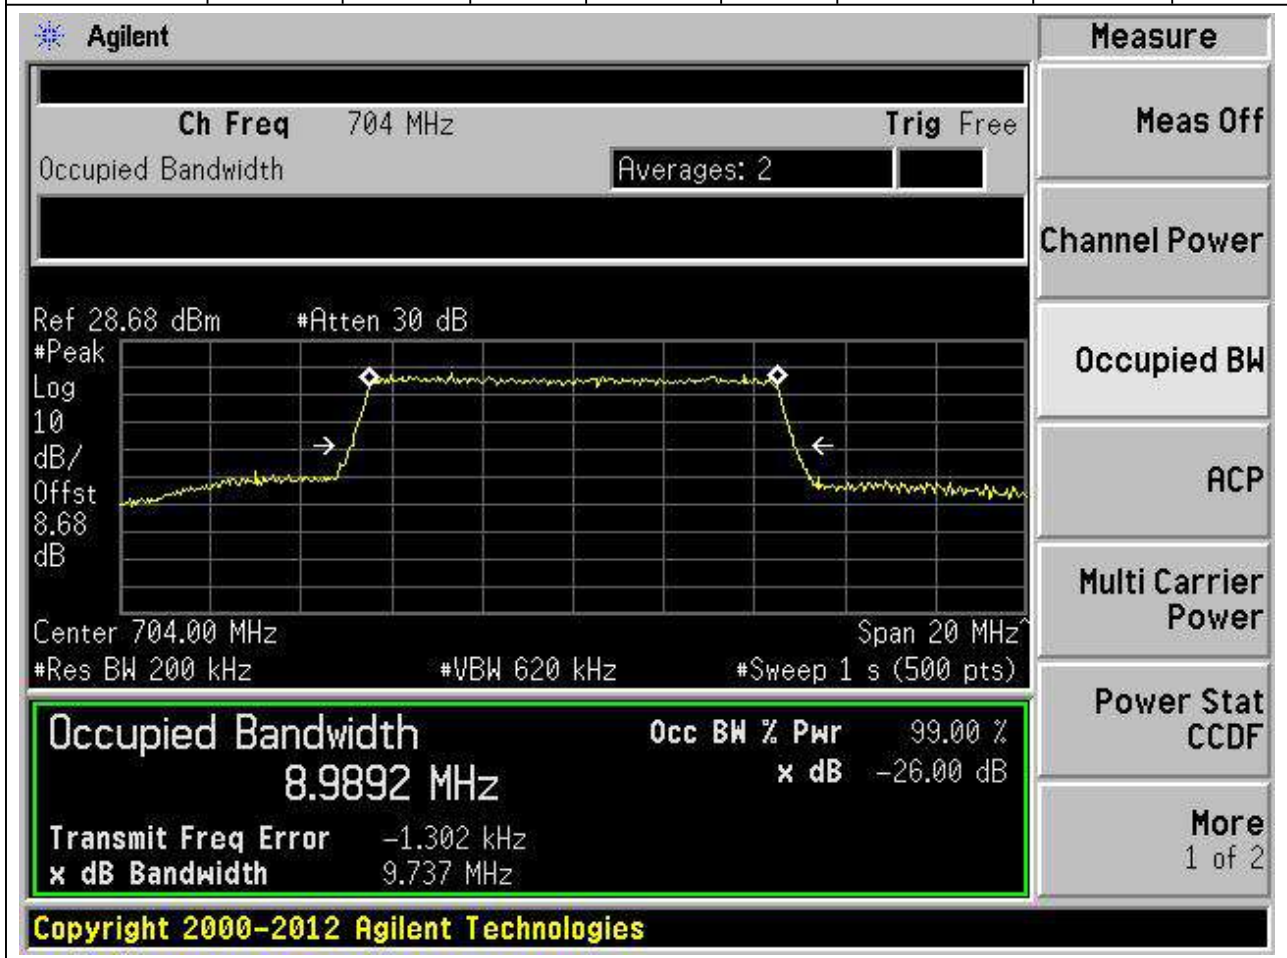 Agilent
Measure
Ch Freq 704 MHz Trig Free
Occupied Bandwidth Averages: 2
Meas Off
Channel Power
Occupied BW
ACP
Multi Carrier
Power
Power Stat
CCDF
More
1 of 2
Ref 28.68 dBm #Atten 30 dB
#Peak
Log
10
dB/
Offst
8.68
dB
Center 704.00 MHz Span 20 MHz^
#Res BW 200 kHz #VBW 620 kHz #Sweep 1 s (500 pts)
Occupied Bandwidth Occ BW % Pwr 99.00 %
8.9892 MHz x dB -26.00 dB
Transmit Freq Error -1.302 kHz
x dB Bandwidth 9.737 MHz
Copyright 2000-2012 Agilent Technologies